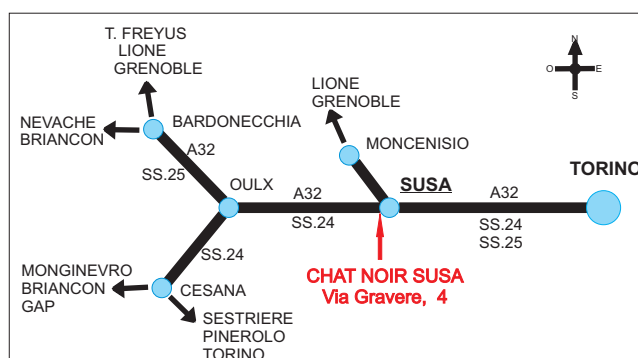 T. FREYUS
LIONE
GRENOBLE
N
O E
S
LIONE
GRENOBLE
NEVACHE
BRIANCON
BARDONECCHIA
MONCENISIO
A32
SS.25
OULX
A32
SS.24
SUSA
A32
SS.24
SS.25
TORINO
SS.24
CHAT NOIR SUSA
Via Gravere, 4
MONGINEVRO
BRIANCON
GAP
CESANA
SESTRIERE
PINEROLO
TORINO